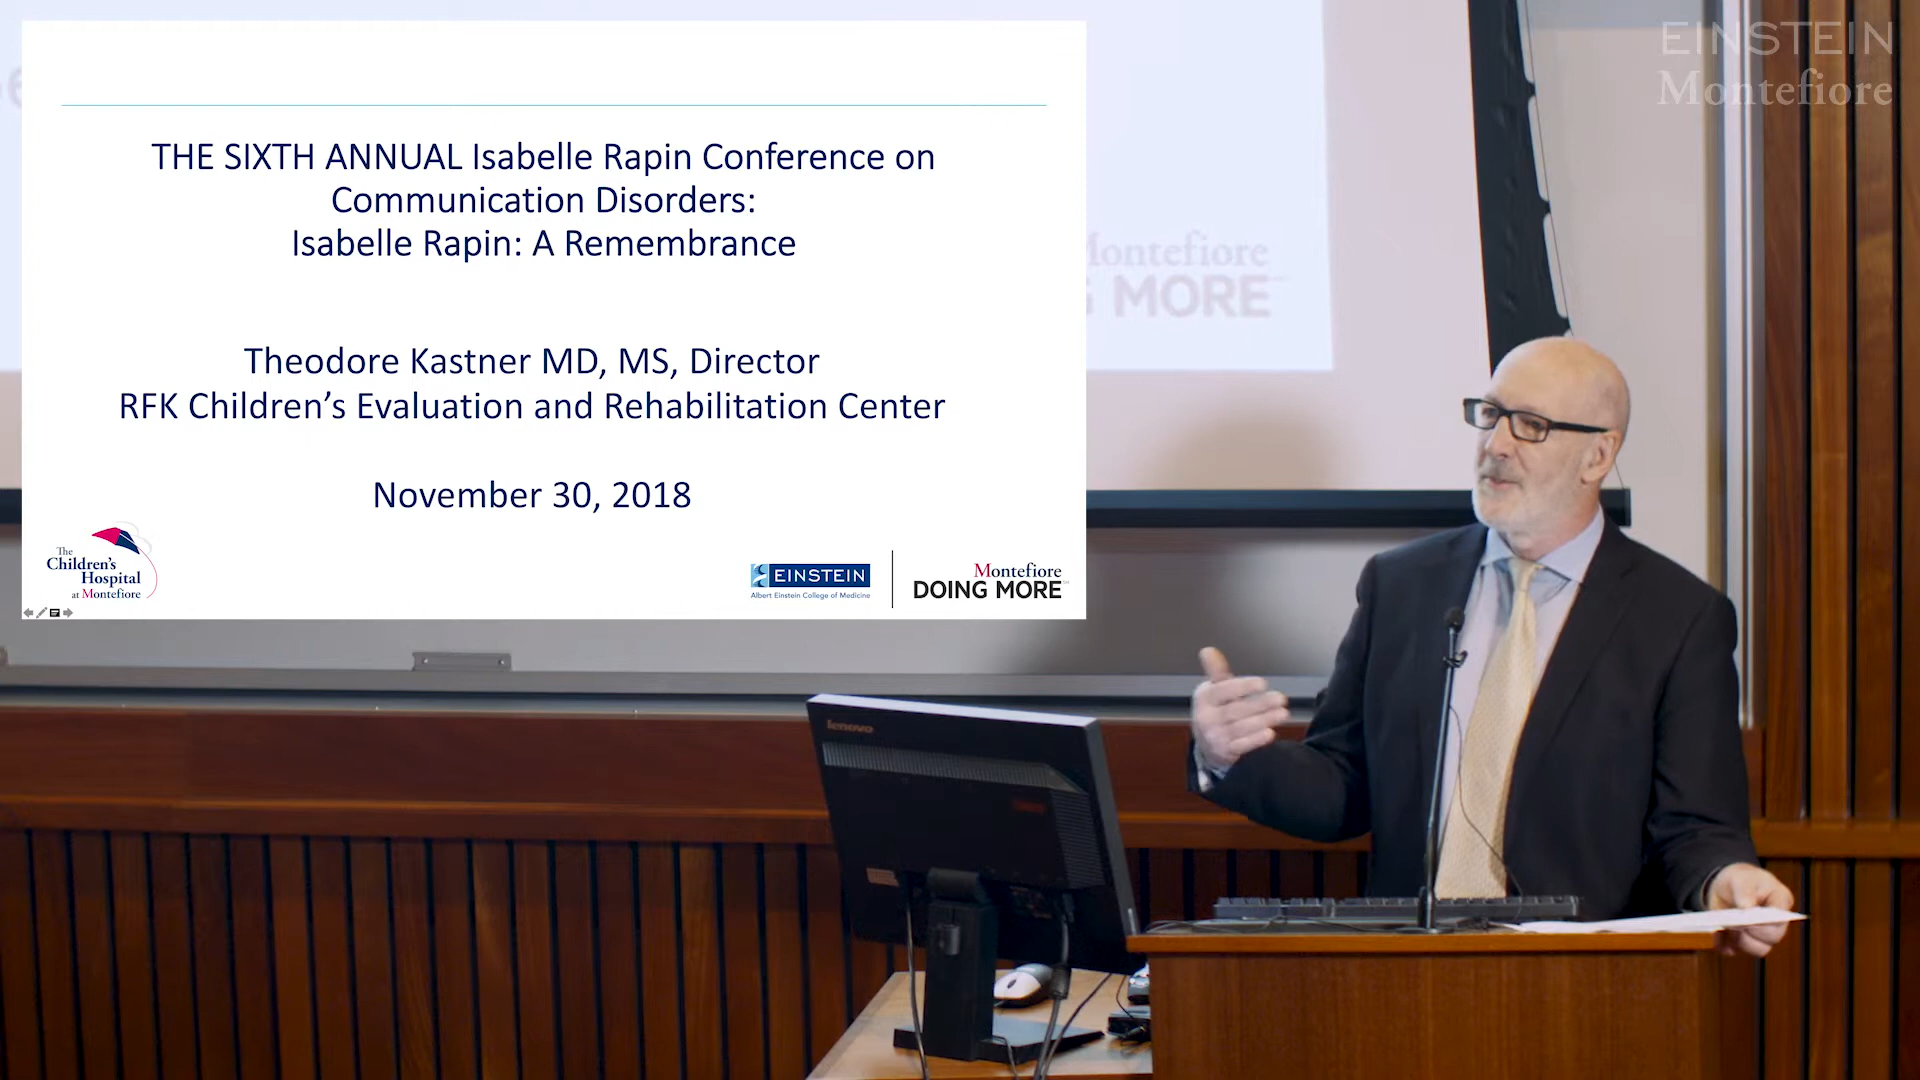 EINSTEIN
Montefiore
THE SIXTH ANNUAL Isabelle Rapin Conference on
Communication Disorders:
Isabelle Rapin: A Remembrance
Theodore Kastner MD, MS, Director
RFK Children's Evaluation and Rehabilitation Center
November 30, 2018
The
Children's
Hospital
at Montefiore
EINSTEIN
Albert Einstein College of Medicine
Montefiore
DOING MORE
Montefiore
MORE
lenovo